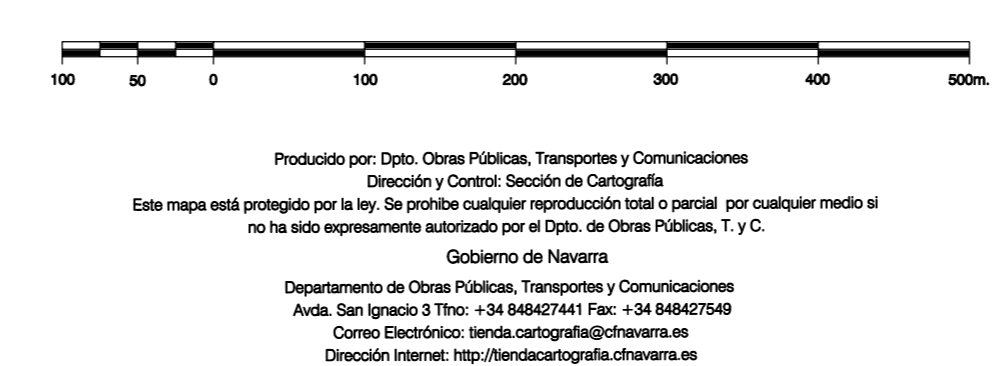 100 50 0 100 200 300 400 500m.
Producido por: Dpto. Obras Públicas, Transportes y Comunicaciones
Dirección y Control: Sección de Cartografía
Este mapa está protegido por la ley. Se prohibe cualquier reproducción total o parcial por cualquier medio si
no ha sido expresamente autorizado por el Dpto. de Obras Públicas, T. y C.
Gobierno de Navarra
Departamento de Obras Públicas, Transportes y Comunicaciones
Avda. San Ignacio 3 Tfno: +34 848427441 Fax: +34 848427549
Correo Electrónico: tienda.cartografia@cfnavarra.es
Dirección Internet: http://tiendacartografia.cfnavarra.es